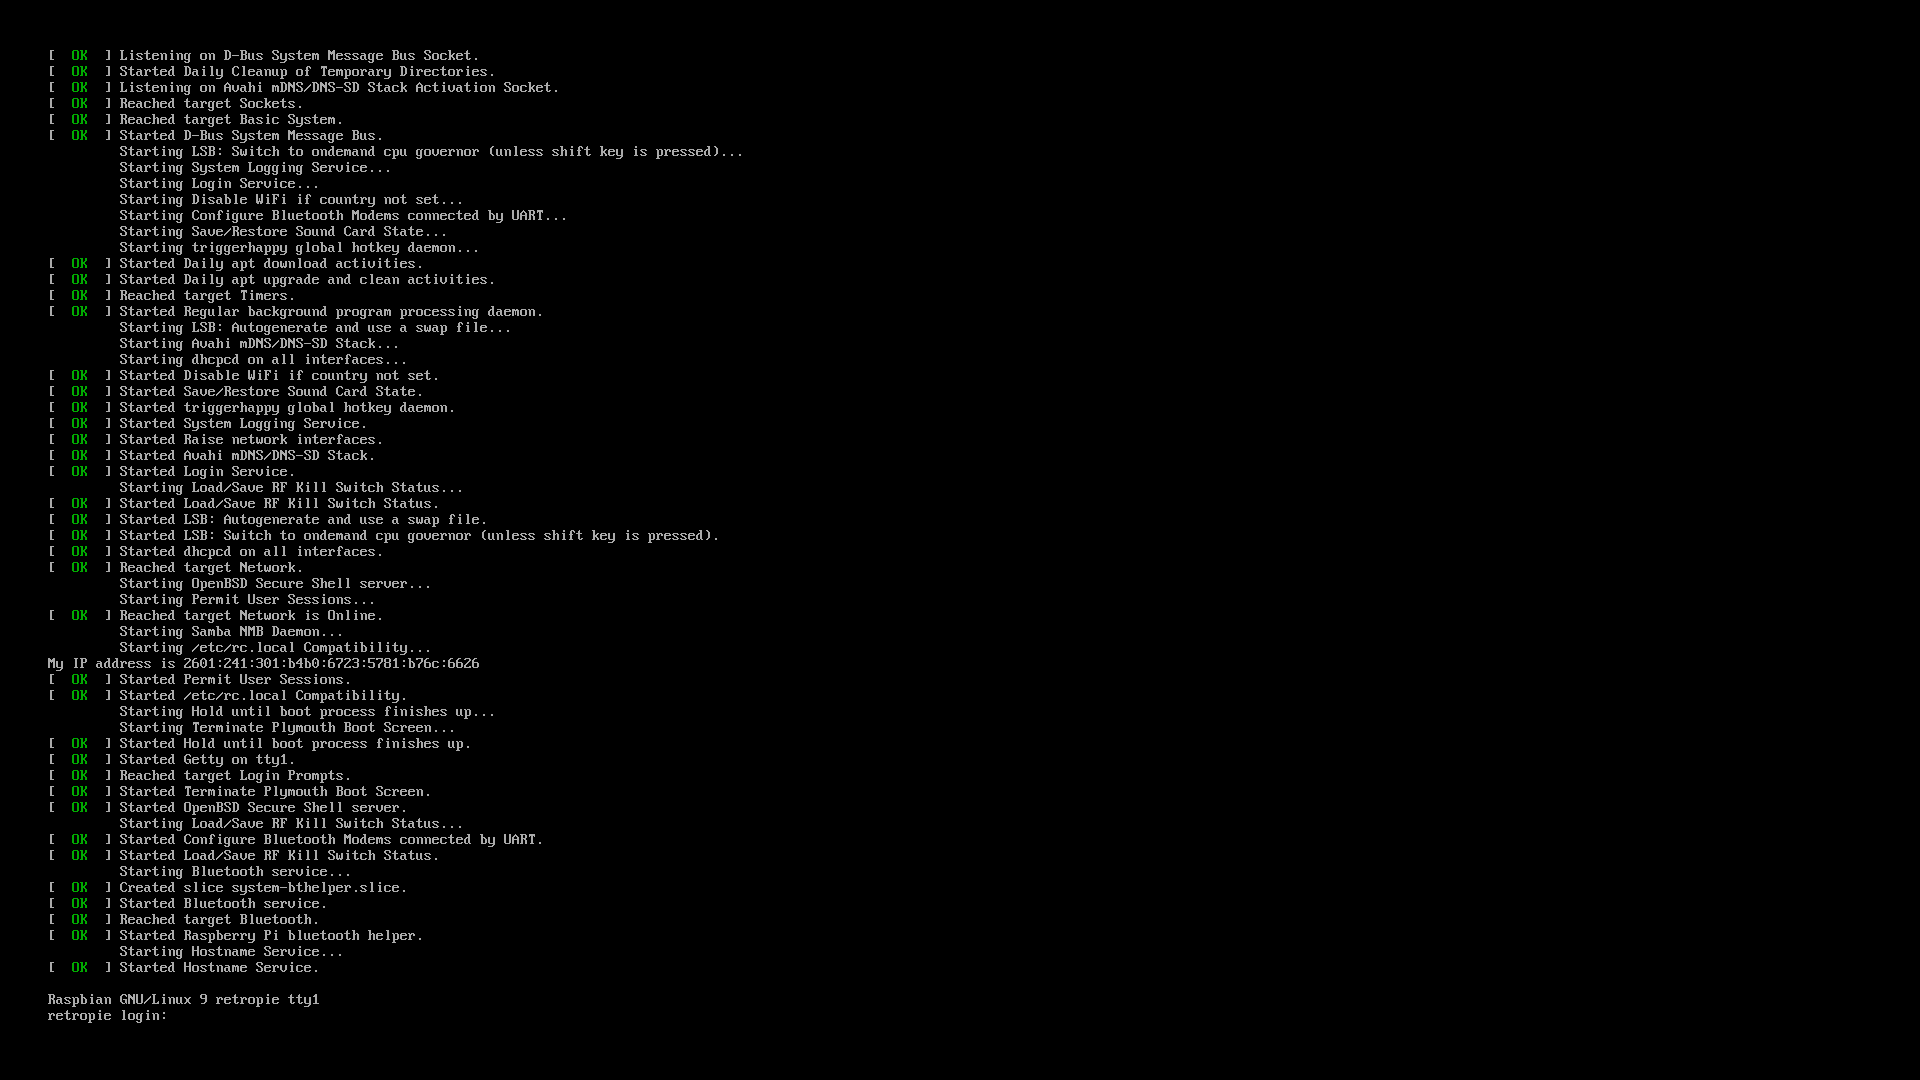 [  OK  ] Listening on D-Bus System Message Bus Socket.
[  OK  ] Started Daily Cleanup of Temporary Directories.
[  OK  ] Listening on Avahi mDNS/DNS-SD Stack Activation Socket.
[  OK  ] Reached target Sockets.
[  OK  ] Reached target Basic System.
[  OK  ] Started D-Bus System Message Bus.
         Starting LSB: Switch to ondemand cpu governor (unless shift key is pressed)...
         Starting System Logging Service...
         Starting Login Service...
         Starting Disable WiFi if country not set...
         Starting Configure Bluetooth Modems connected by UART...
         Starting Save/Restore Sound Card State...
         Starting triggerhappy global hotkey daemon...
[  OK  ] Started Daily apt download activities.
[  OK  ] Started Daily apt upgrade and clean activities.
[  OK  ] Reached target Timers.
[  OK  ] Started Regular background program processing daemon.
         Starting LSB: Autogenerate and use a swap file...
         Starting Avahi mDNS/DNS-SD Stack...
         Starting dhcpcd on all interfaces...
[  OK  ] Started Disable WiFi if country not set.
[  OK  ] Started Save/Restore Sound Card State.
[  OK  ] Started triggerhappy global hotkey daemon.
[  OK  ] Started System Logging Service.
[  OK  ] Started Raise network interfaces.
[  OK  ] Started Avahi mDNS/DNS-SD Stack.
[  OK  ] Started Login Service.
         Starting Load/Save RF Kill Switch Status...
[  OK  ] Started Load/Save RF Kill Switch Status.
[  OK  ] Started LSB: Autogenerate and use a swap file.
[  OK  ] Started LSB: Switch to ondemand cpu governor (unless shift key is pressed).
[  OK  ] Started dhcpcd on all interfaces.
[  OK  ] Reached target Network.
         Starting OpenBSD Secure Shell server...
         Starting Permit User Sessions...
[  OK  ] Reached target Network is Online.
         Starting Samba NMB Daemon...
         Starting /etc/rc.local Compatibility...
My IP address is 2601:241:301:b4b0:6723:5781:b76c:6626
[  OK  ] Started Permit User Sessions.
[  OK  ] Started /etc/rc.local Compatibility.
         Starting Hold until boot process finishes up...
         Starting Terminate Plymouth Boot Screen...
[  OK  ] Started Hold until boot process finishes up.
[  OK  ] Started Getty on tty1.
[  OK  ] Reached target Login Prompts.
[  OK  ] Started Terminate Plymouth Boot Screen.
[  OK  ] Started OpenBSD Secure Shell server.
         Starting Load/Save RF Kill Switch Status...
[  OK  ] Started Configure Bluetooth Modems connected by UART.
[  OK  ] Started Load/Save RF Kill Switch Status.
         Starting Bluetooth service...
[  OK  ] Created slice system-bthelper.slice.
[  OK  ] Started Bluetooth service.
[  OK  ] Reached target Bluetooth.
[  OK  ] Started Raspberry Pi bluetooth helper.
         Starting Hostname Service...
[  OK  ] Started Hostname Service.
Raspbian GNU/Linux 9 retropie tty1
retropie login: